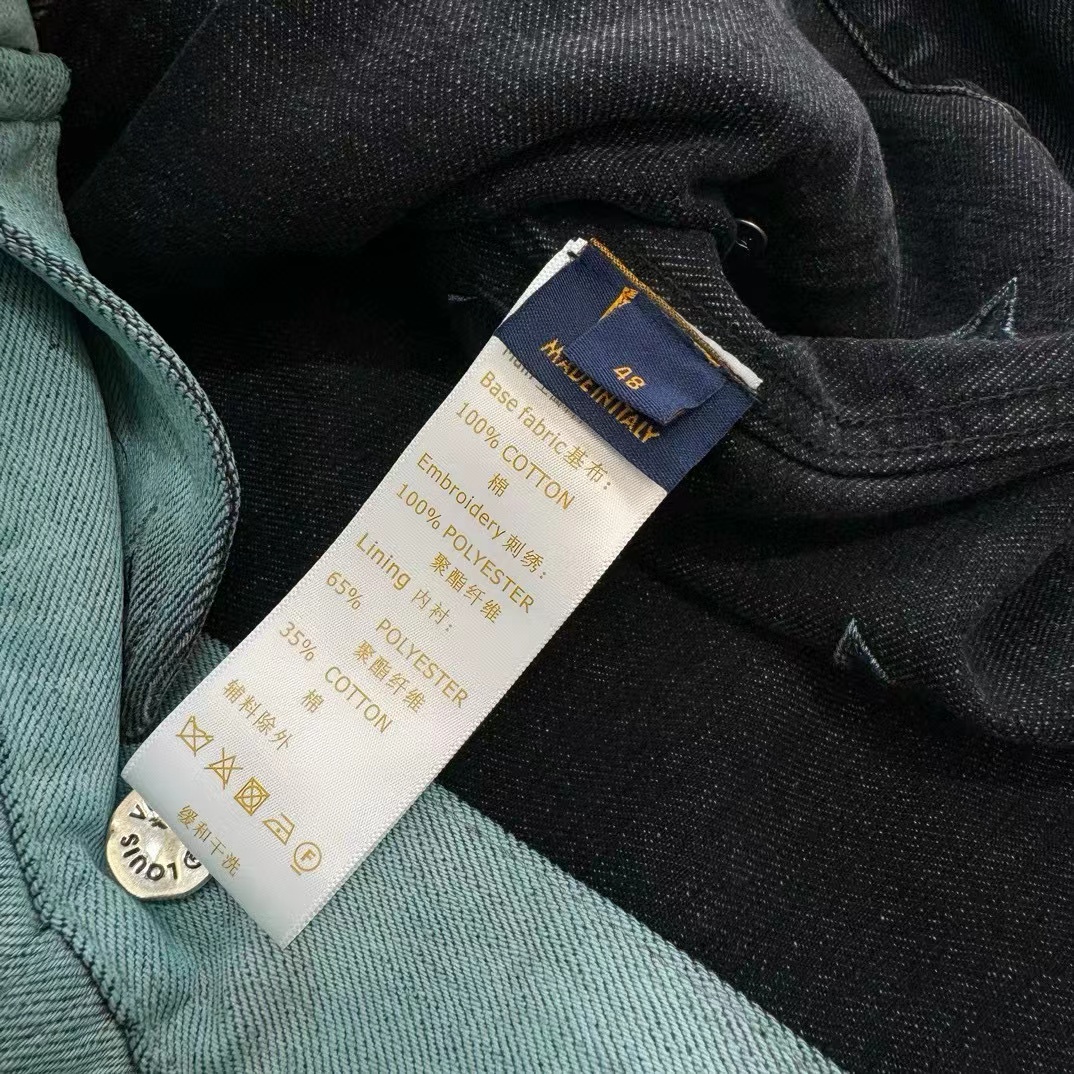 48
MADE IN ITALY
Base fabric基布:
100% COTTON
棉
Embroidery刺绣:
100% POLYESTER
聚酯纤维
Lining 内衬:
65% POLYESTER
聚酯纤维
35% COTTON
棉
辅料除外
F
缓和干洗
LOUIS